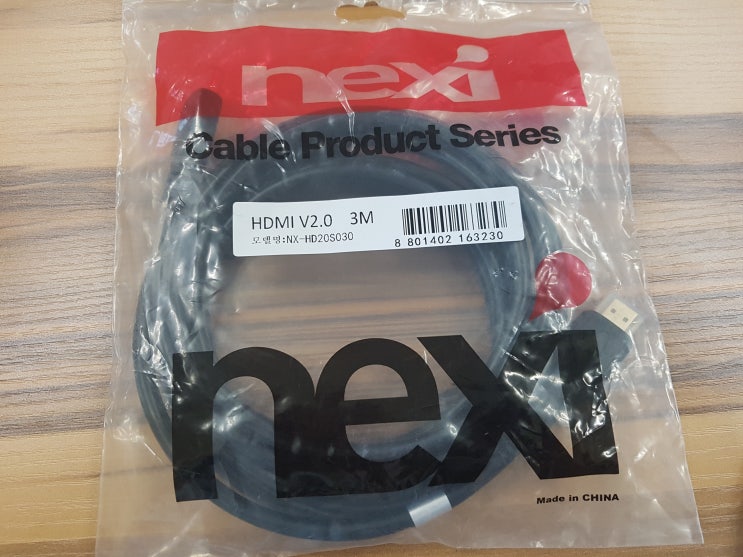 nexi
Cable Product Series
HDMI V2.0 3M
모델명:NX-HD20S030
8 801402 163230
nexi
Made in CHINA